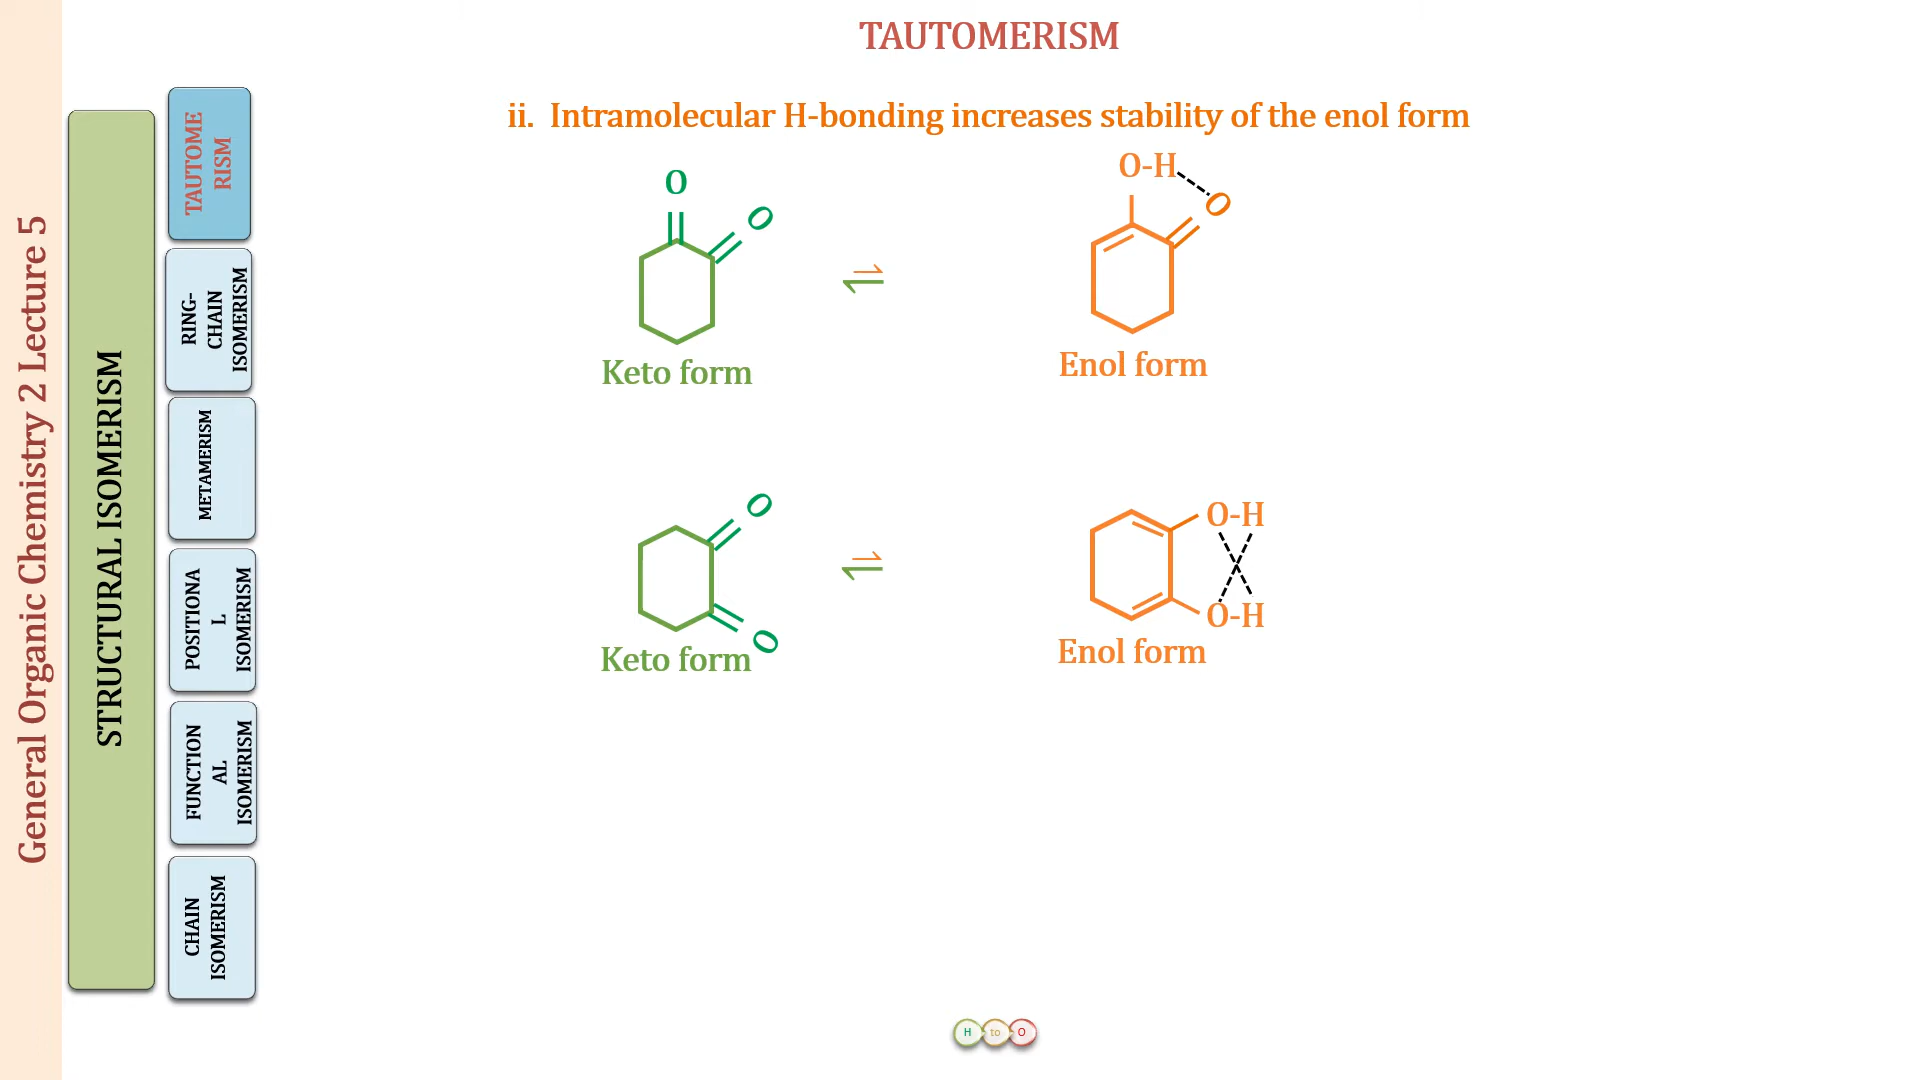 TAUTOMERISM
General Organic Chemistry 2 Lecture 5
STRUCTURAL ISOMERISM
TAUTOME
RISM
RING-
CHAIN
ISOMERISM
METAMERISM
POSITIONA
L
ISOMERISM
FUNCTION
AL
ISOMERISM
CHAIN
ISOMERISM
ii. Intramolecular H-bonding increases stability of the enol form
O
O
Keto form
O-H
O
Enol form
O
O
Keto form
O-H
O-H
Enol form
H to O